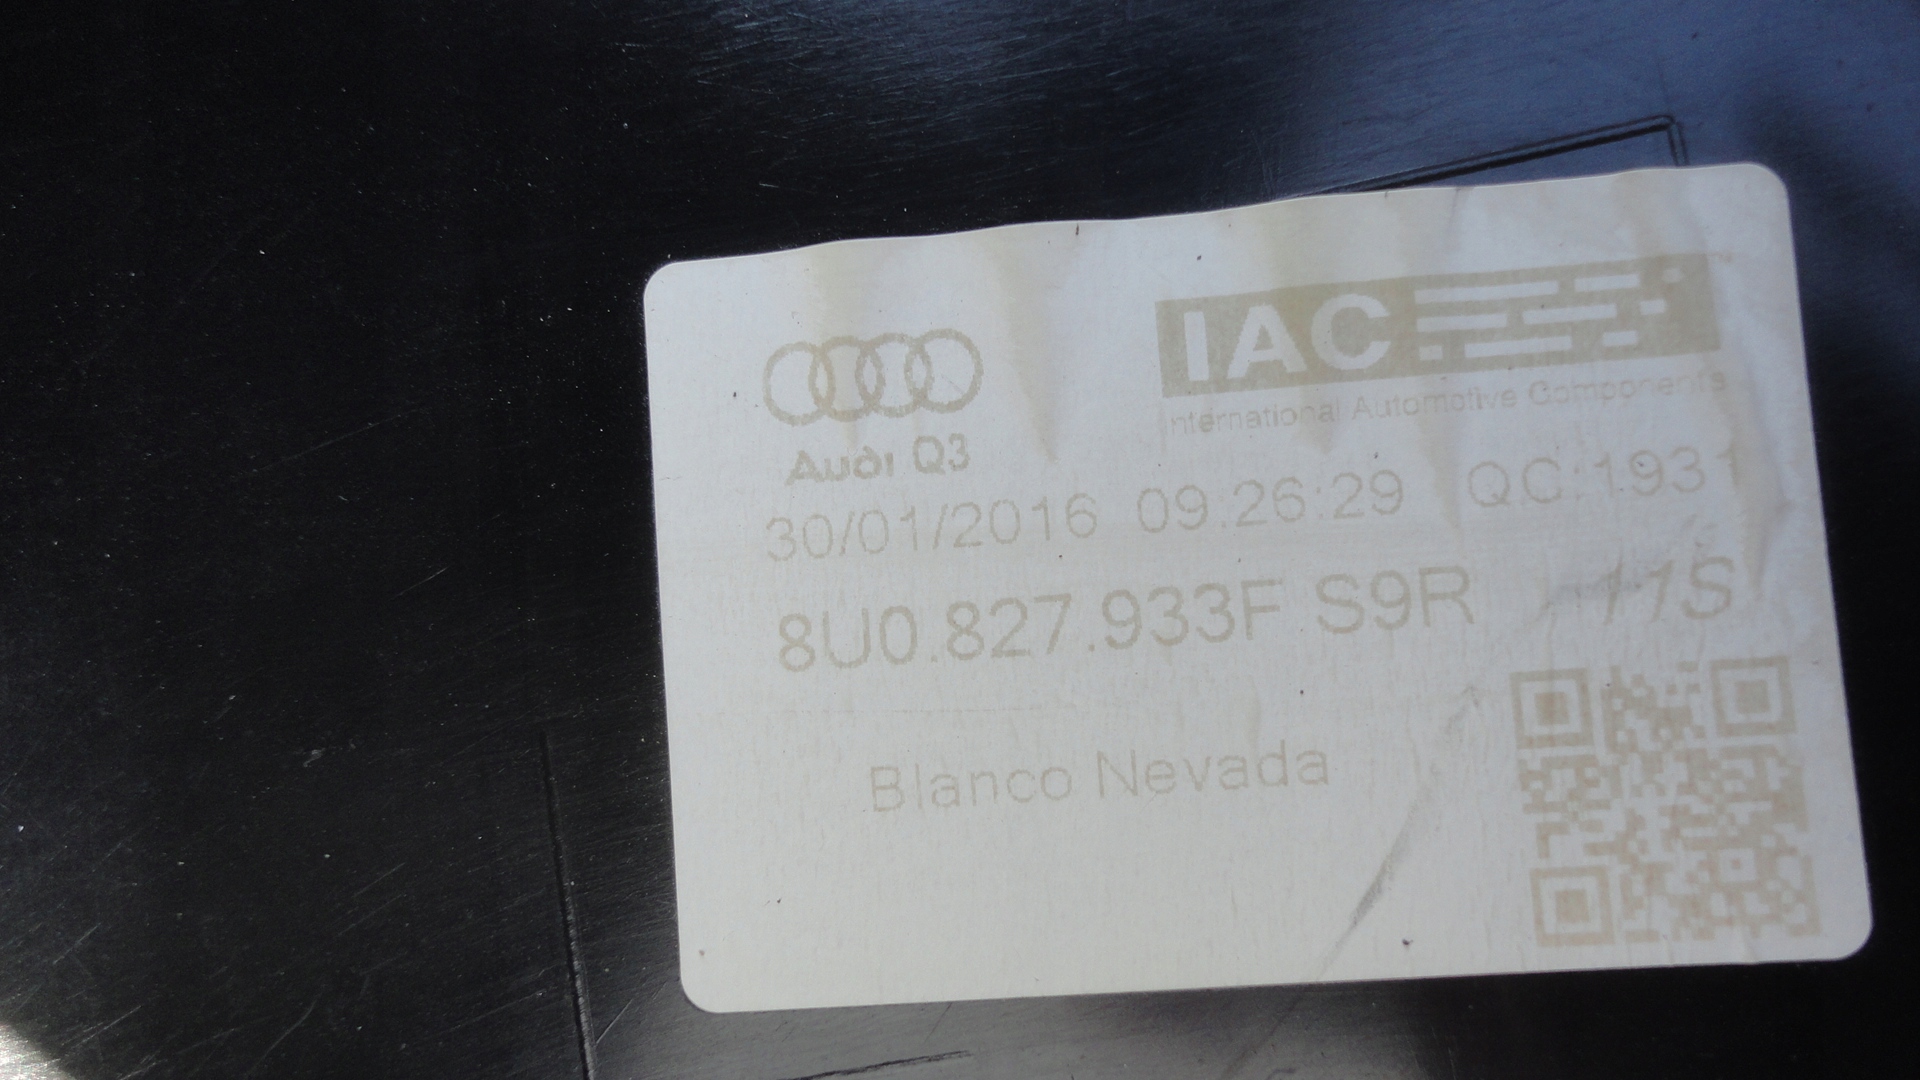 IAC
International Automotive Components
Audi Q3
30/01/2016 09:26:29 QC:1931
8U0.827.933F S9R
11S
Blanco Nevada